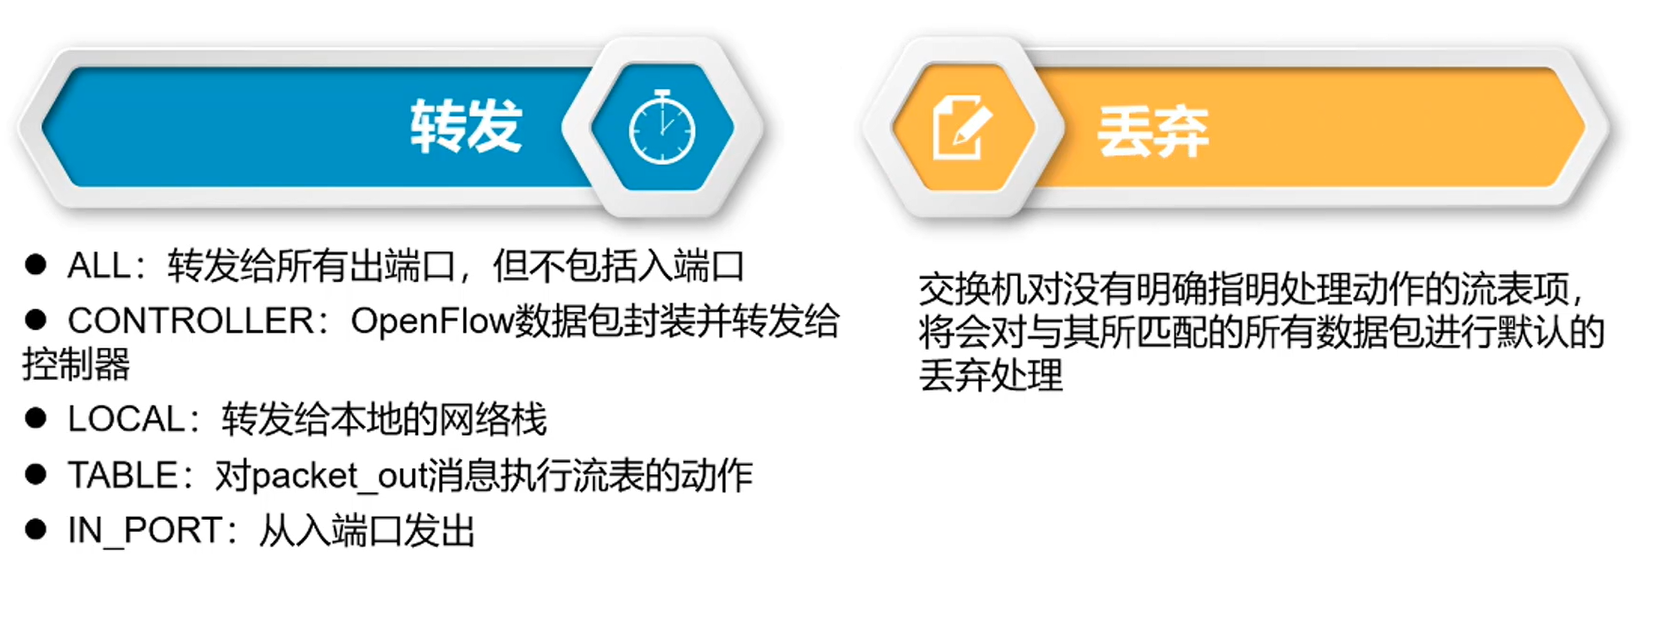 转发
● ALL：转发给所有出端口，但不包括入端口
● CONTROLLER：OpenFlow数据包封装并转发给
控制器
● LOCAL：转发给本地的网络栈
● TABLE：对packet_out消息执行流表的动作
● IN_PORT：从入端口发出
丢弃
交换机对没有明确指明处理动作的流表项，
将会对与其所匹配的所有数据包进行默认的
丢弃处理